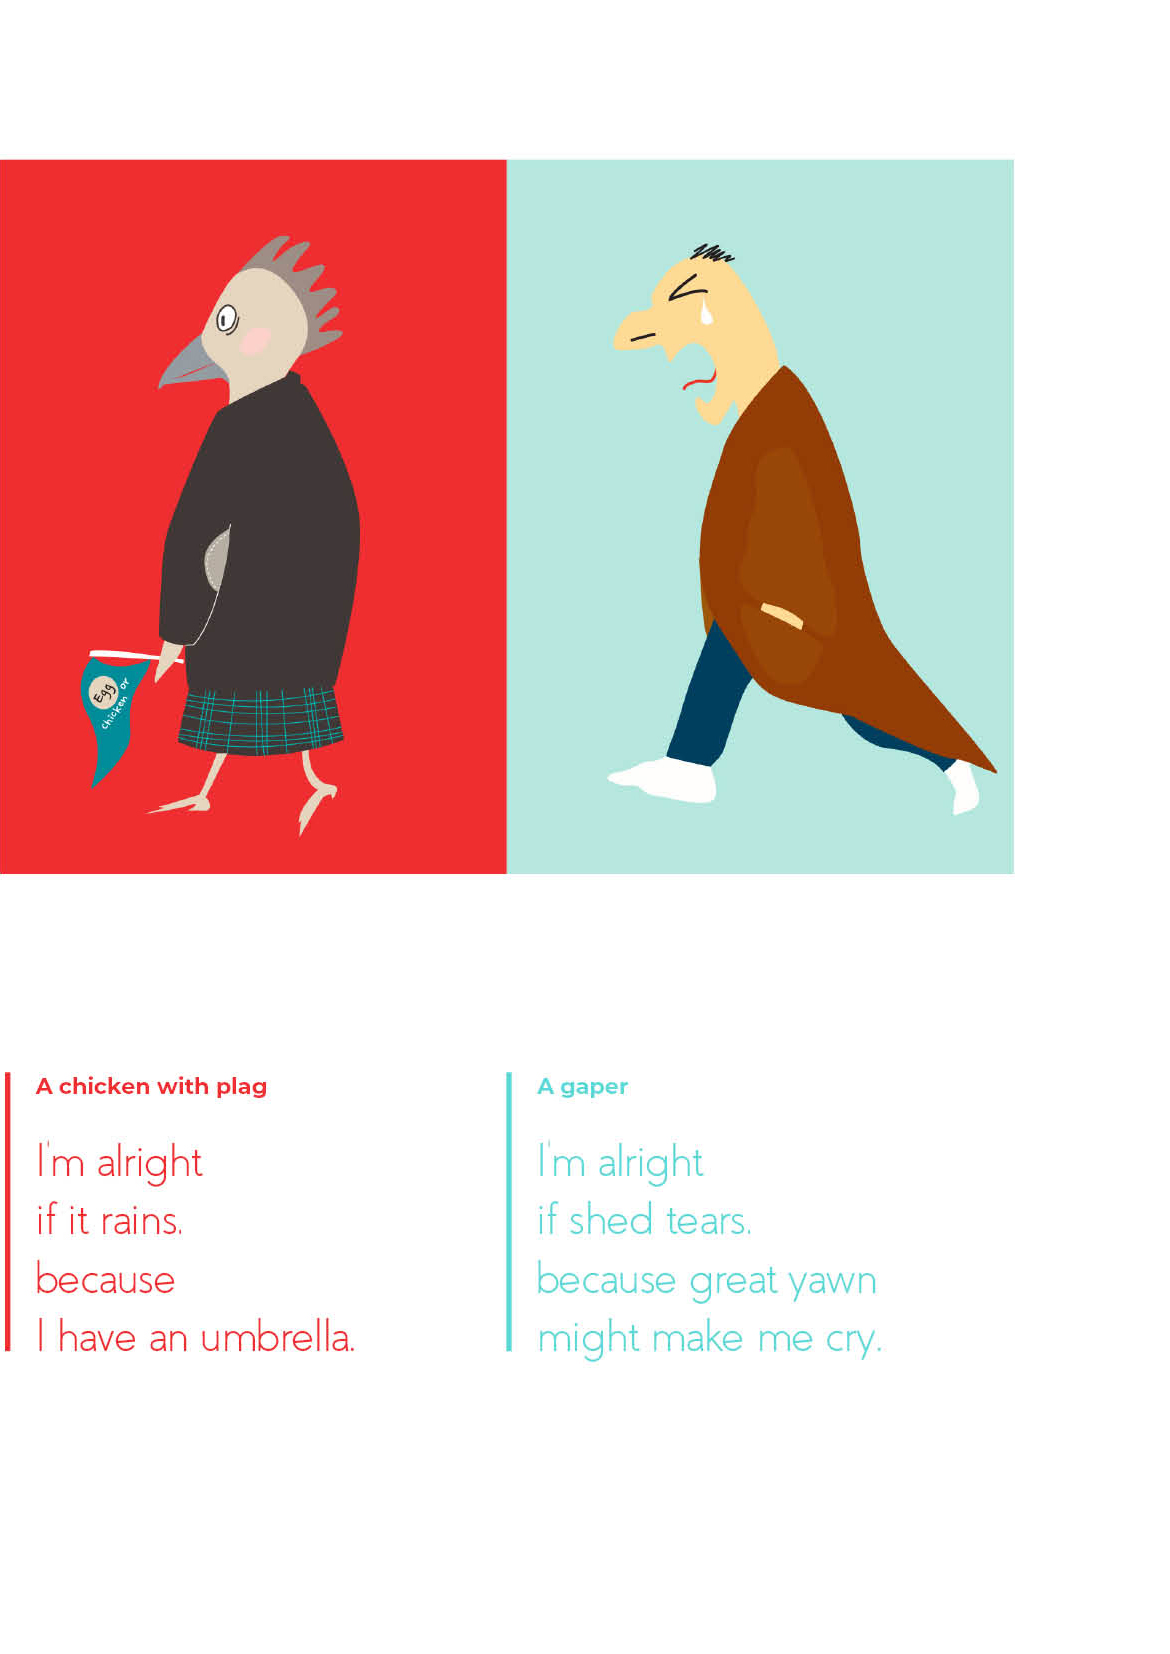 Egg
chicken or
A chicken with plag
I'm alright
if it rains.
because
I have an umbrella.
A gaper
I'm alright
if shed tears.
because great yawn
might make me cry.